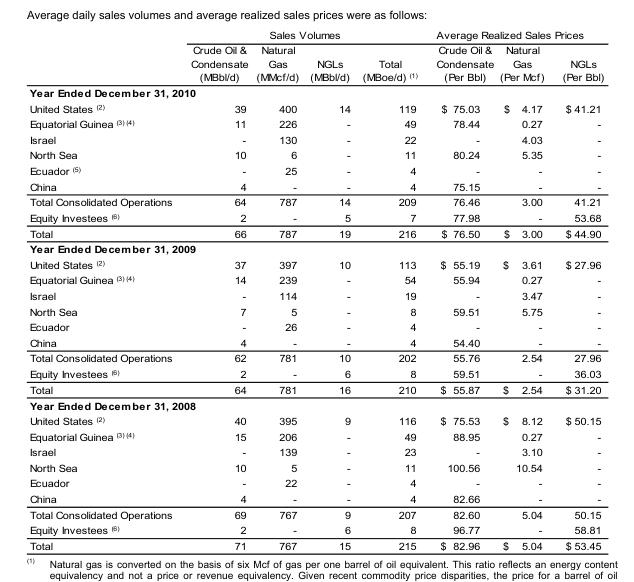 Average daily sales volumes and average realized sales prices were as follows:
Sales Volumes Average Realized Sales Prices
Crude Oil & Natural Crude Oil & Natural
Condensate Gas NGLs Total Condensate Gas NGLs
(MBbl/d) (MMcf/d) (MBbl/d) (MBoe/d) (1) (Per Bbl) (Per Mcf) (Per Bbl)
Year Ended December 31, 2010
United States (2) 39 400 14 119 $ 75.03 $ 4.17 $ 41.21
Equatorial Guinea (3) (4) 11 226 - 49 78.44 0.27 -
Israel - 130 - 22 - 4.03 -
North Sea 10 6 - 11 80.24 5.35 -
Ecuador (5) - 25 - 4 - - -
China 4 - - 4 75.15 - -
Total Consolidated Operations 64 787 14 209 76.46 3.00 41.21
Equity Investees (6) 2 - 5 7 77.98 - 53.68
Total 66 787 19 216 $ 76.50 $ 3.00 $ 44.90
Year Ended December 31, 2009
United States (2) 37 397 10 113 $ 55.19 $ 3.61 $ 27.96
Equatorial Guinea (3) (4) 14 239 - 54 55.94 0.27 -
Israel - 114 - 19 - 3.47 -
North Sea 7 5 - 8 59.51 5.75 -
Ecuador - 26 - 4 - - -
China 4 - - 4 54.40 - -
Total Consolidated Operations 62 781 10 202 55.76 2.54 27.96
Equity Investees (6) 2 - 6 8 59.51 - 36.03
Total 64 781 16 210 $ 55.87 $ 2.54 $ 31.20
Year Ended December 31, 2008
United States (2) 40 395 9 116 $ 75.53 $ 8.12 $ 50.15
Equatorial Guinea (3) (4) 15 206 - 49 88.95 0.27 -
Israel - 139 - 23 - 3.10 -
North Sea 10 5 - 11 100.56 10.54 -
Ecuador - 22 - 4 - - -
China 4 - - 4 82.66 - -
Total Consolidated Operations 69 767 9 207 82.60 5.04 50.15
Equity Investees (6) 2 - 6 8 96.77 - 58.81
Total 71 767 15 215 $ 82.96 $ 5.04 $ 53.45
(1) Natural gas is converted on the basis of six Mcf of gas per one barrel of oil equivalent. This ratio reflects an energy content
equivalency and not a price or revenue equivalency. Given recent commodity price disparities, the price for a barrel of oil